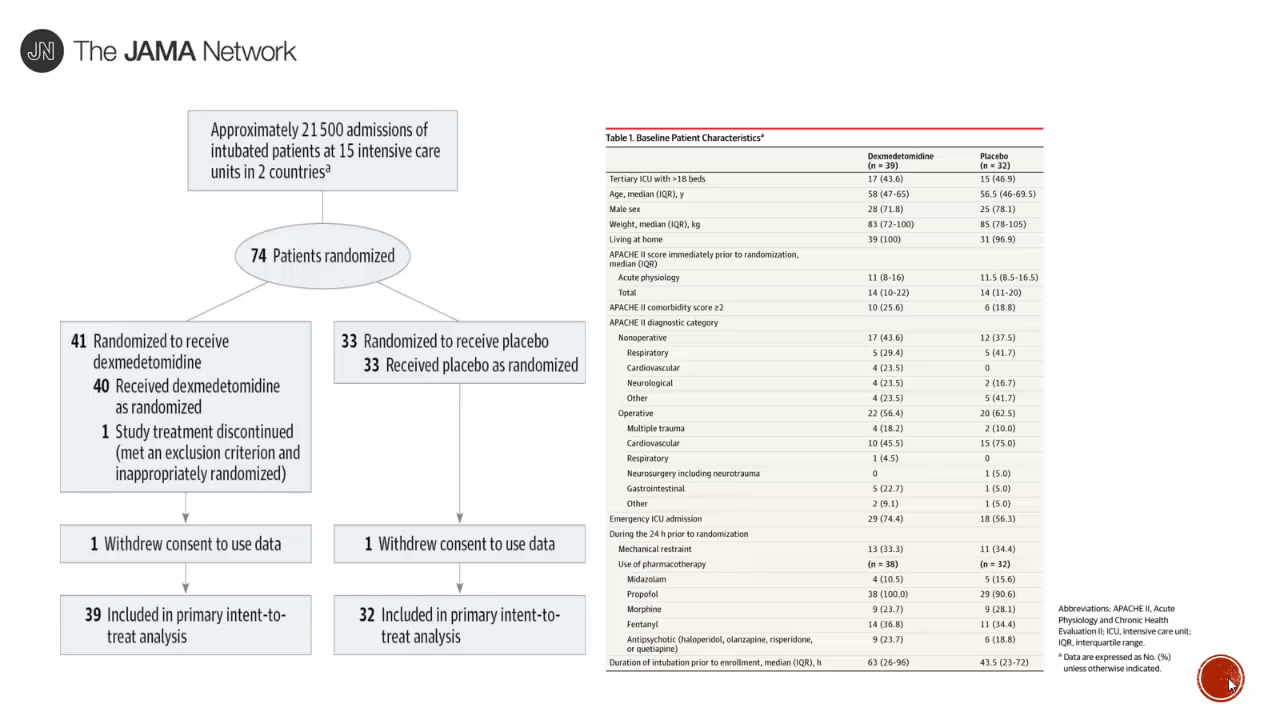 JN The JAMA Network
Approximately 21500 admissions of
intubated patients at 15 intensive care
units in 2 countriesa
74 Patients randomized
41 Randomized to receive
dexmedetomidine
40 Received dexmedetomidine
as randomized
1 Study treatment discontinued
(met an exclusion criterion and
inappropriately randomized)
33 Randomized to receive placebo
33 Received placebo as randomized
1 Withdrew consent to use data
1 Withdrew consent to use data
39 Included in primary intent-to-
treat analysis
32 Included in primary intent-to-
treat analysis
Table 1. Baseline Patient Characteristicsa
Dexmedetomidine Placebo
(n = 39) (n = 32)
Tertiary ICU with >18 beds 17 (43.6) 15 (46.9)
Age, median (IQR), y 58 (47-65) 56.5 (46-69.5)
Male sex 28 (71.8) 25 (78.1)
Weight, median (IQR), kg 83 (72-100) 85 (78-105)
Living at home 39 (100) 31 (96.9)
APACHE II score immediately prior to randomization,
median (IQR)
Acute physiology 11 (8-16) 11.5 (8.5-16.5)
Total 14 (10-22) 14 (11-20)
APACHE II comorbidity score ≥2 10 (25.6) 6 (18.8)
APACHE II diagnostic category
Nonoperative 17 (43.6) 12 (37.5)
Respiratory 5 (29.4) 5 (41.7)
Cardiovascular 4 (23.5) 0
Neurological 4 (23.5) 2 (16.7)
Other 4 (23.5) 5 (41.7)
Operative 22 (56.4) 20 (62.5)
Multiple trauma 4 (18.2) 2 (10.0)
Cardiovascular 10 (45.5) 15 (75.0)
Respiratory 1 (4.5) 0
Neurosurgery including neurotrauma 0 1 (5.0)
Gastrointestinal 5 (22.7) 1 (5.0)
Other 2 (9.1) 1 (5.0)
Emergency ICU admission 29 (74.4) 18 (56.3)
During the 24 h prior to randomization
Mechanical restraint 13 (33.3) 11 (34.4)
Use of pharmacotherapy (n = 38) (n = 32)
Midazolam 4 (10.5) 5 (15.6)
Propofol 38 (100.0) 29 (90.6)
Morphine 9 (23.7) 9 (28.1)
Fentanyl 14 (36.8) 11 (34.4)
Antipsychotic (haloperidol, olanzapine, risperidone, 9 (23.7) 6 (18.8)
or quetiapine)
Duration of intubation prior to enrollment, median (IQR), h 63 (26-96) 43.5 (23-72)
Abbreviations: APACHE II, Acute
Physiology and Chronic Health
Evaluation II; ICU, intensive care unit;
IQR, interquartile range.
a Data are expressed as No. (%)
unless otherwise indicated.